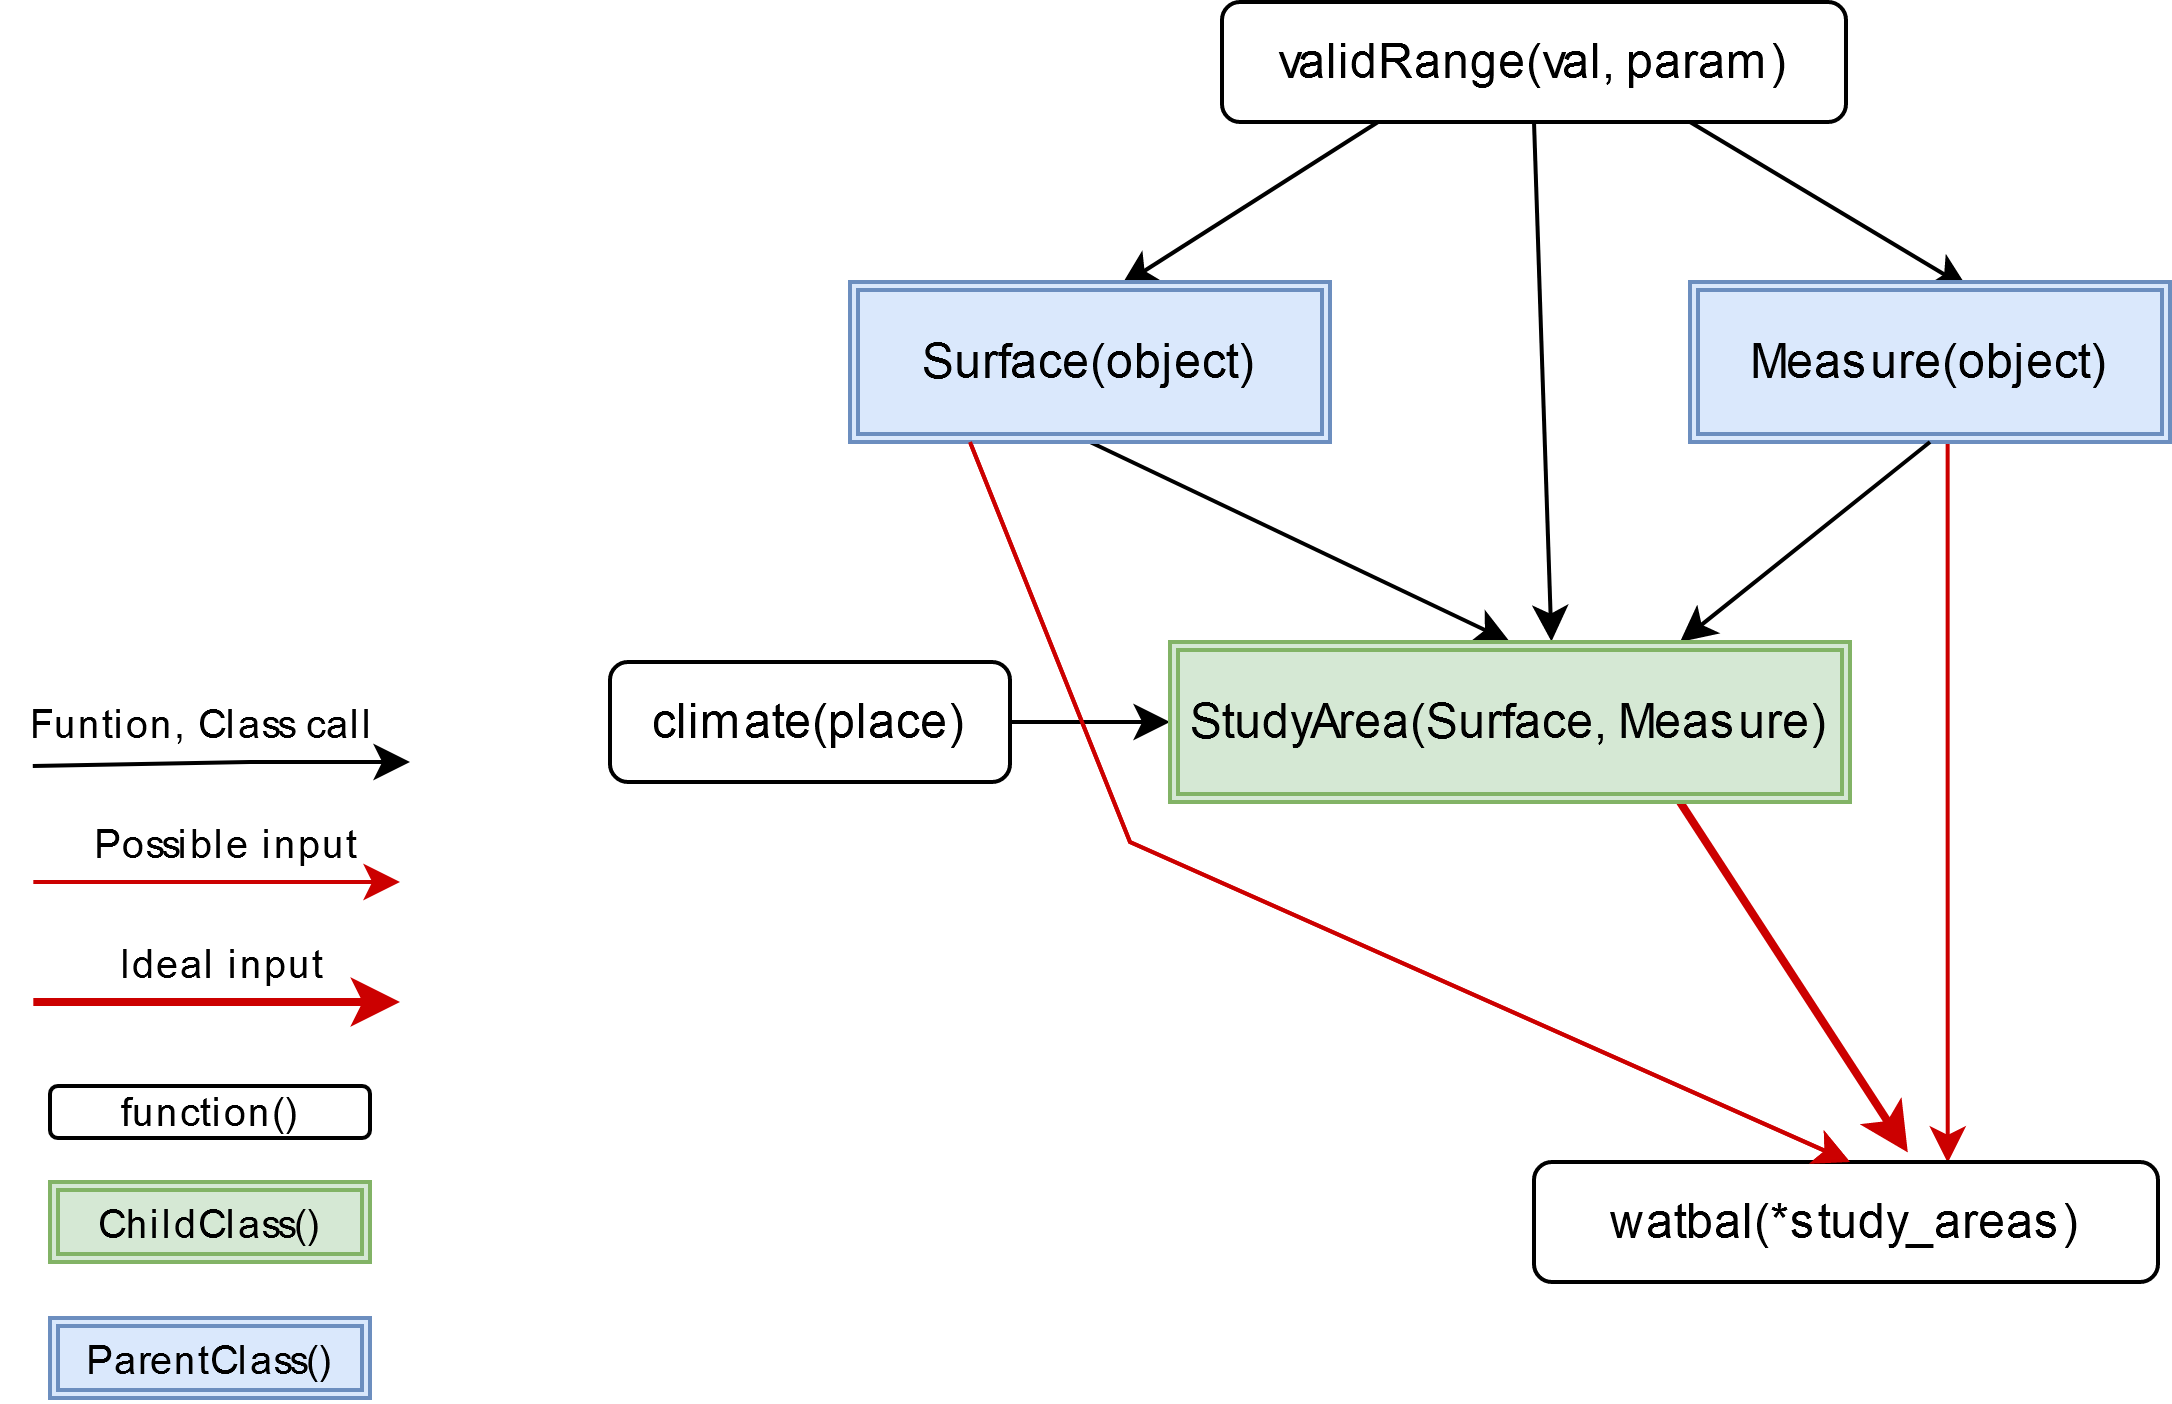 validRange(val, param)
Surface(object)
Measure(object)
climate(place)
StudyArea(Surface, Measure)
watbal(*study_areas)
Funtion, Class call
Possible input
Ideal input
function()
ChildClass()
ParentClass()